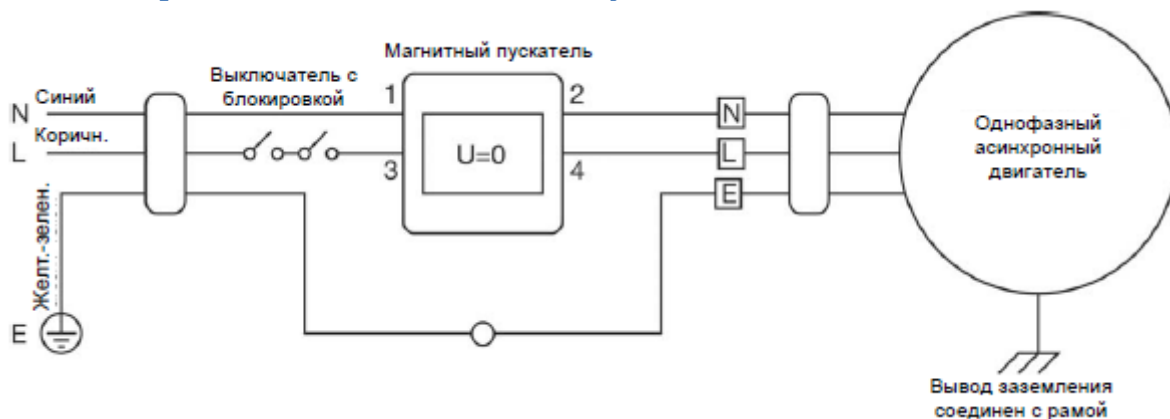 Магнитный пускатель
Выключатель с
блокировкой
N Синий
L Коричн.
1
2
3
4
U=0
N
L
E
Однофазный
асинхронный
двигатель
Желт.-зелен.
E
Вывод заземления
соединен с рамой